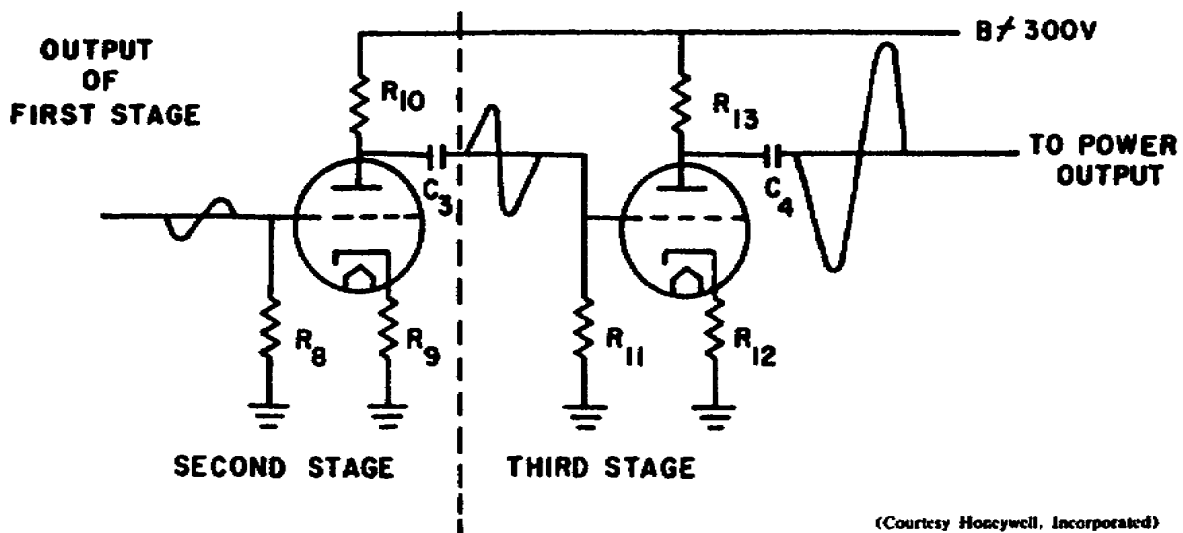 OUTPUT
OF
FIRST STAGE
B≠ 300V
R10
R13
C3
C4
TO POWER
OUTPUT
R8
R9
R11
R12
SECOND STAGE
THIRD STAGE
(Courtesy Honeywell, Incorporated)